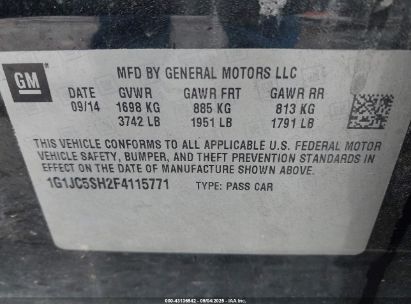 GM
MFD BY GENERAL MOTORS LLC
DATE GVWR GAWR FRT GAWR RR
09/14 1698 KG 885 KG 813 KG
3742 LB 1951 LB 1791 LB
THIS VEHICLE CONFORMS TO ALL APPLICABLE U.S. FEDERAL MOTOR
VEHICLE SAFETY, BUMPER, AND THEFT PREVENTION STANDARDS IN
EFFECT ON THE DATE OF MANUFACTURE SHOWN ABOVE.
1G1JC5SH2F4115771 TYPE: PASS CAR